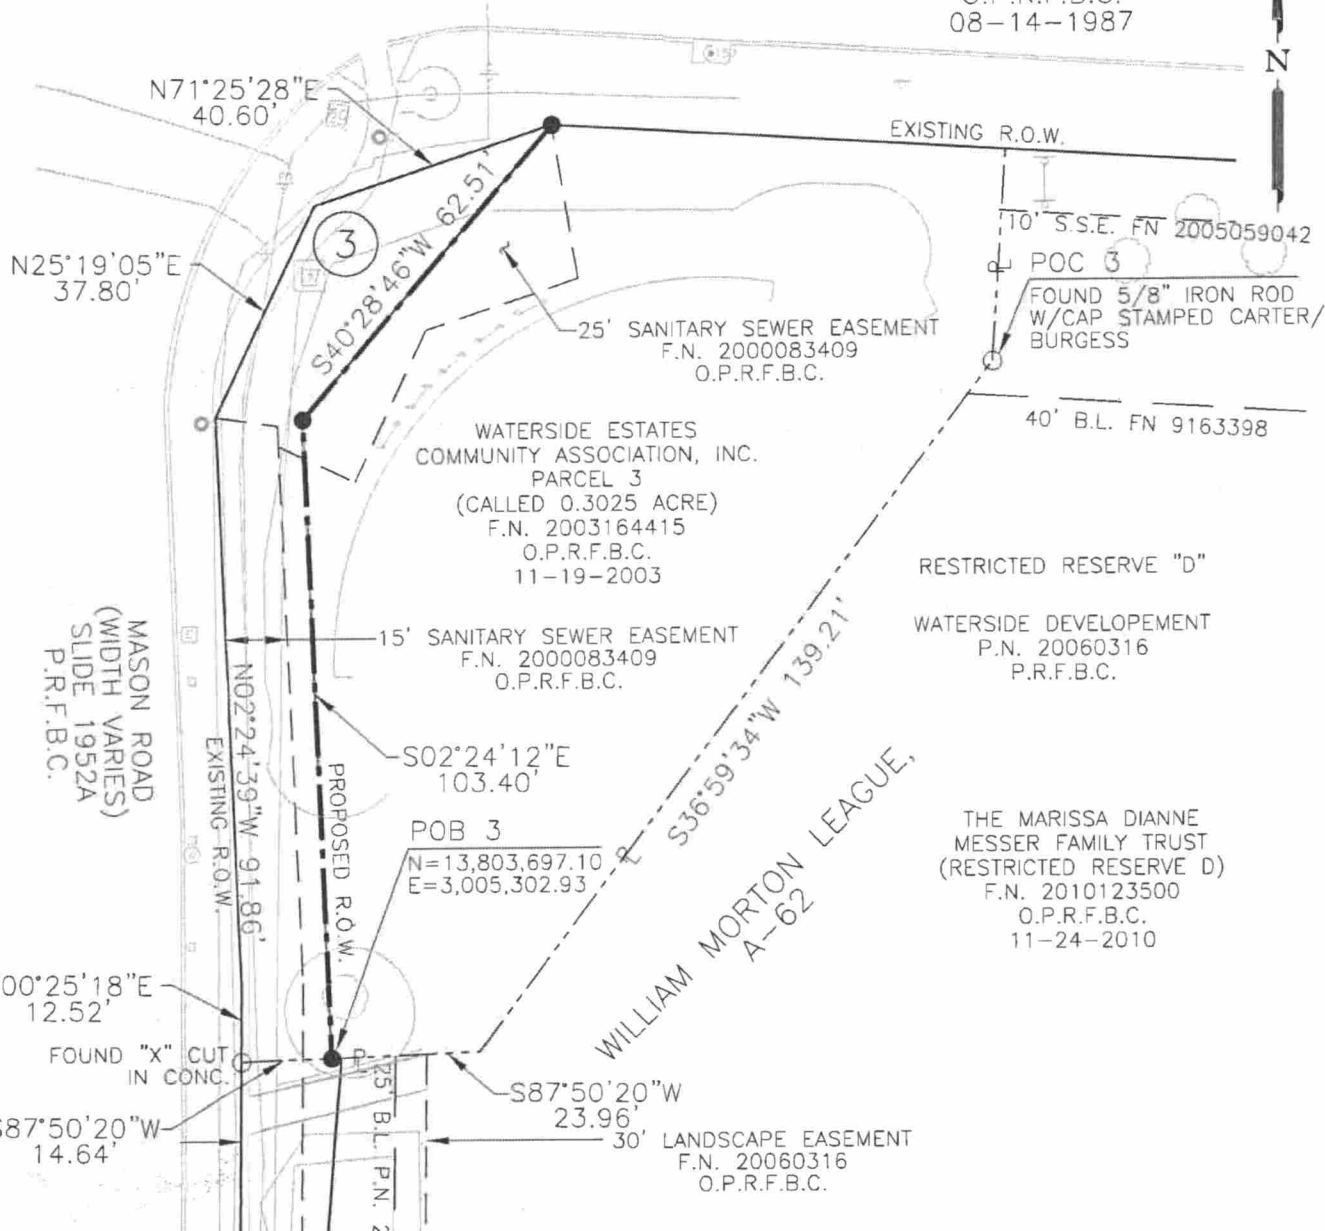 08-14-1987
N
N71°25'28"E
40.60'
EXISTING R.O.W.
10' S.S.E. FN 2005059042
POC 3
FOUND 5/8" IRON ROD
W/CAP STAMPED CARTER/
BURGESS
3
S40°28'46"W 62.51'
N25°19'05"E
37.80'
25' SANITARY SEWER EASEMENT
F.N. 2000083409
O.P.R.F.B.C.
40' B.L. FN 9163398
WATERSIDE ESTATES
COMMUNITY ASSOCIATION, INC.
PARCEL 3
(CALLED 0.3025 ACRE)
F.N. 2003164415
O.P.R.F.B.C.
11-19-2003
RESTRICTED RESERVE "D"
WATERSIDE DEVELOPEMENT
P.N. 20060316
P.R.F.B.C.
MASON ROAD
(WIDTH VARIES)
SLIDE 1952A
P.R.F.B.C.
15' SANITARY SEWER EASEMENT
F.N. 2000083409
O.P.R.F.B.C.
EXISTING R.O.W.
N02°24'39"W 91.86'
S02°24'12"E
103.40'
PROPOSED R.O.W.
S36°59'34"W 139.21'
POB 3
N=13,803,697.10
E=3,005,302.93
WILLIAM MORTON LEAGUE,
A-62
THE MARISSA DIANNE
MESSER FAMILY TRUST
(RESTRICTED RESERVE D)
F.N. 2010123500
O.P.R.F.B.C.
11-24-2010
00°25'18"E
12.52'
FOUND "X" CUT
IN CONC.
S87°50'20"W
14.64'
S87°50'20"W
23.96'
25' B.L. P.N. 2
30' LANDSCAPE EASEMENT
F.N. 20060316
O.P.R.F.B.C.